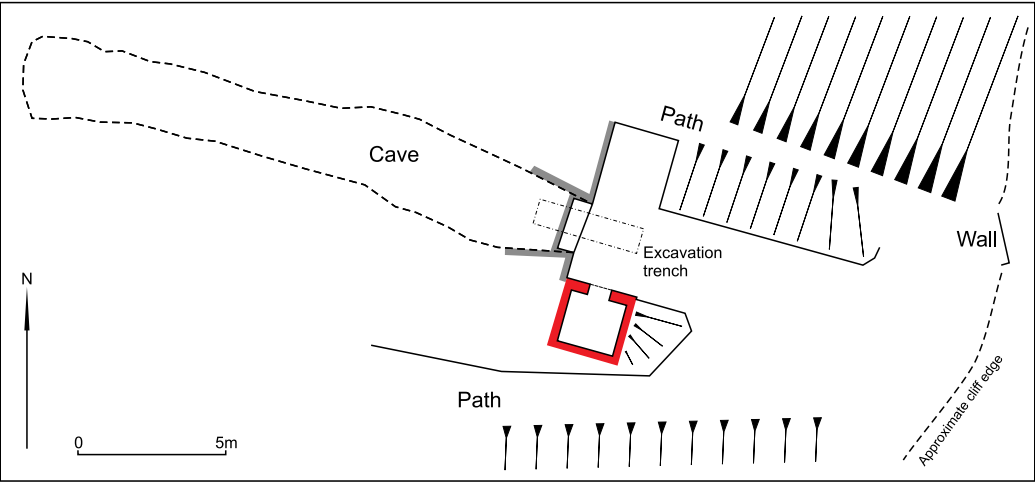 Path
Cave
Wall
Excavation
trench
N
Path
Approximate cliff edge
0 5m